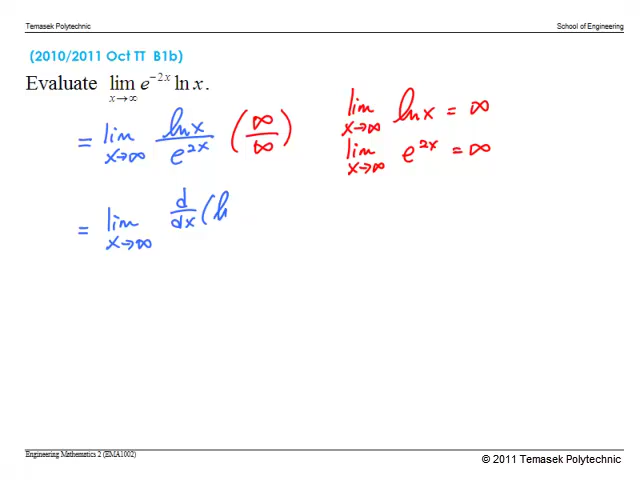 Temasek Polytechnic School of Engineering
(2010/2011 Oct TT B1b)
Evaluate lim x→∞ e^−2x ln x.
= lim x→∞ ln x / e^2x (∞/∞)
lim x→∞ ln x = ∞
lim x→∞ e^2x = ∞
= lim x→∞ d/dx (l
Engineering Mathematics 2 (EMA1002)
© 2011 Temasek Polytechnic